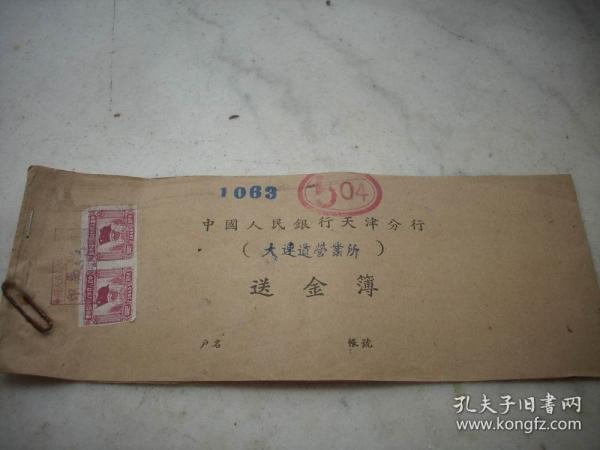 1063
504
中國人民銀行天津分行
（大連道營業所）
送金簿
户名
帳號
孔夫子旧书网
www.kongfz.com